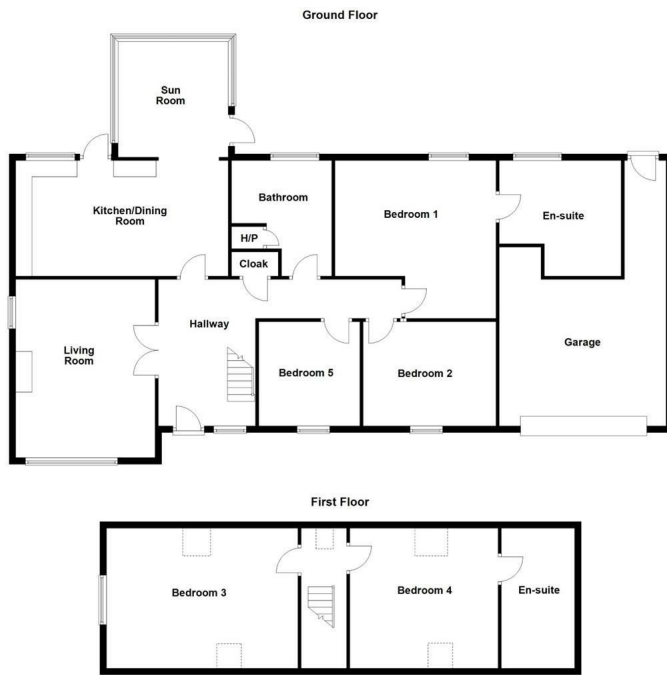 Ground Floor
Sun
Room
Kitchen/Dining
Room
Bathroom
H/P
Cloak
Bedroom 1
En-suite
Hallway
Living
Room
Bedroom 5
Bedroom 2
Garage
First Floor
Bedroom 3
Bedroom 4
En-suite